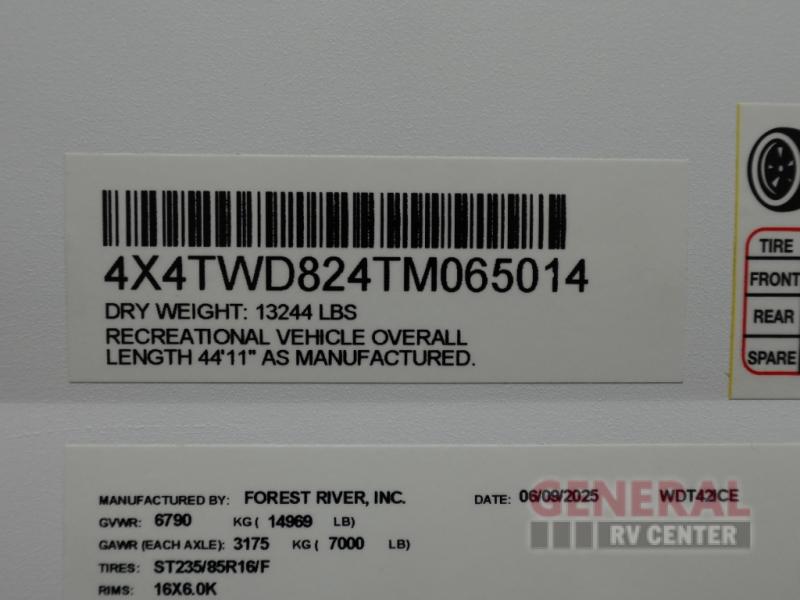 4X4TWD824TM065014
DRY WEIGHT: 13244 LBS
RECREATIONAL VEHICLE OVERALL
LENGTH 44'11" AS MANUFACTURED.
TIRE
FRONT
REAR
SPARE
MANUFACTURED BY: FOREST RIVER, INC. DATE: 06/09/2025 WDT42ICE
GVWR: 6790 KG ( 14969 LB)
GAWR (EACH AXLE): 3175 KG ( 7000 LB)
TIRES: ST235/85R16/F
RIMS: 16X6.0K
GENERAL
RV CENTER